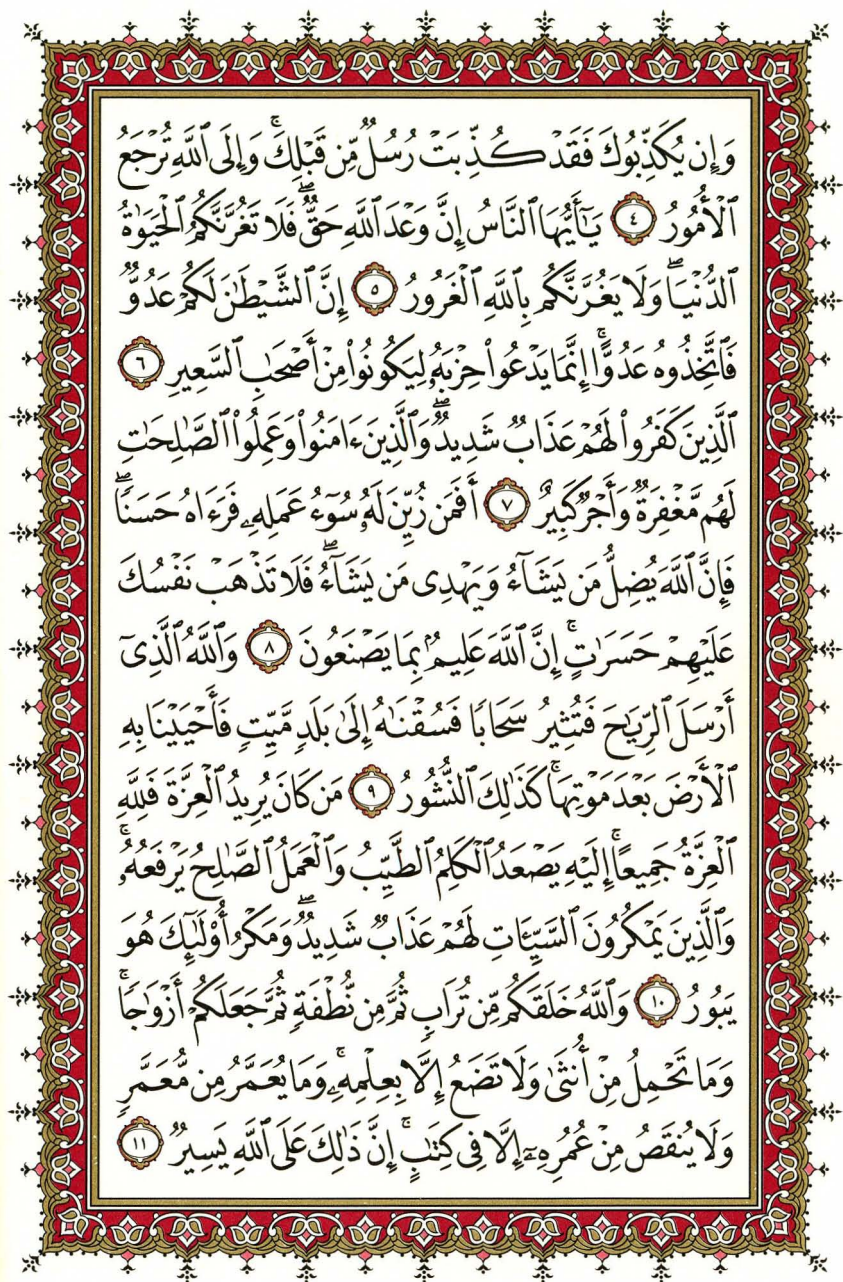 وَإِن يُكَذِّبُوكَ فَقَدْ كُذِّبَتْ رُسُلٌ مِّن قَبْلِكَ ۚ وَإِلَى ٱللَّهِ تُرْجَعُ
ٱلْأُمُورُ ٤ يَٰٓأَيُّهَا ٱلنَّاسُ إِنَّ وَعْدَ ٱللَّهِ حَقٌّ ۖ فَلَا تَغُرَّنَّكُمُ ٱلْحَيَوٰةُ
ٱلدُّنْيَا ۖ وَلَا يَغُرَّنَّكُم بِٱللَّهِ ٱلْغَرُورُ ٥ إِنَّ ٱلشَّيْطَٰنَ لَكُمْ عَدُوٌّ
فَٱتَّخِذُوهُ عَدُوًّا ۚ إِنَّمَا يَدْعُوا۟ حِزْبَهُۥ لِيَكُونُوا۟ مِنْ أَصْحَٰبِ ٱلسَّعِيرِ ٦
ٱلَّذِينَ كَفَرُوا۟ لَهُمْ عَذَابٌ شَدِيدٌ ۖ وَٱلَّذِينَ ءَامَنُوا۟ وَعَمِلُوا۟ ٱلصَّٰلِحَٰتِ
لَهُم مَّغْفِرَةٌ وَأَجْرٌ كَبِيرٌ ٧ أَفَمَن زُيِّنَ لَهُۥ سُوٓءُ عَمَلِهِۦ فَرَءَاهُ حَسَنًا ۖ
فَإِنَّ ٱللَّهَ يُضِلُّ مَن يَشَآءُ وَيَهْدِى مَن يَشَآءُ ۖ فَلَا تَذْهَبْ نَفْسُكَ
عَلَيْهِمْ حَسَرَٰتٍ ۚ إِنَّ ٱللَّهَ عَلِيمٌۢ بِمَا يَصْنَعُونَ ٨ وَٱللَّهُ ٱلَّذِىٓ
أَرْسَلَ ٱلرِّيَٰحَ فَتُثِيرُ سَحَابًا فَسُقْنَٰهُ إِلَىٰ بَلَدٍ مَّيِّتٍ فَأَحْيَيْنَا بِهِ
ٱلْأَرْضَ بَعْدَ مَوْتِهَا ۚ كَذَٰلِكَ ٱلنُّشُورُ ٩ مَن كَانَ يُرِيدُ ٱلْعِزَّةَ فَلِلَّهِ
ٱلْعِزَّةُ جَمِيعًا ۚ إِلَيْهِ يَصْعَدُ ٱلْكَلِمُ ٱلطَّيِّبُ وَٱلْعَمَلُ ٱلصَّٰلِحُ يَرْفَعُهُۥ ۚ
وَٱلَّذِينَ يَمْكُرُونَ ٱلسَّيِّـَٔاتِ لَهُمْ عَذَابٌ شَدِيدٌ ۖ وَمَكْرُ أُو۟لَٰٓئِكَ هُوَ
يَبُورُ ١٠ وَٱللَّهُ خَلَقَكُم مِّن تُرَابٍ ثُمَّ مِن نُّطْفَةٍ ثُمَّ جَعَلَكُمْ أَزْوَٰجًا ۚ
وَمَا تَحْمِلُ مِنْ أُنثَىٰ وَلَا تَضَعُ إِلَّا بِعِلْمِهِۦ ۚ وَمَا يُعَمَّرُ مِن مُّعَمَّرٍ
وَلَا يُنقَصُ مِنْ عُمُرِهِۦٓ إِلَّا فِى كِتَٰبٍ ۚ إِنَّ ذَٰلِكَ عَلَى ٱللَّهِ يَسِيرٌ ١١